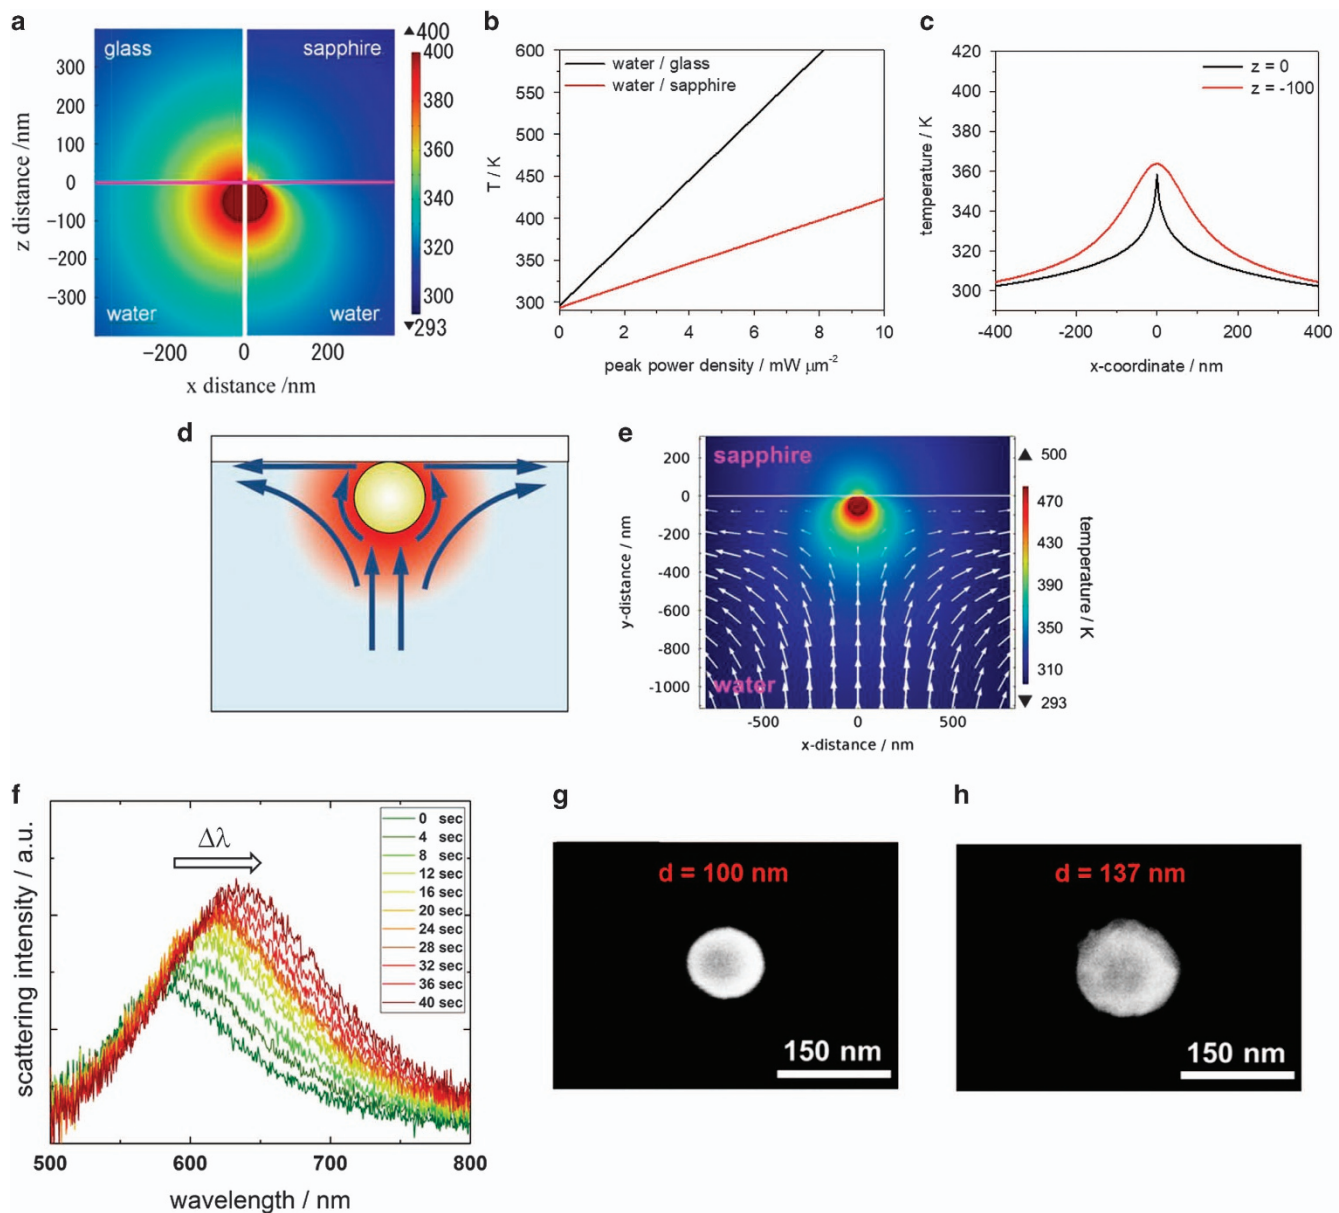 a
glass
sapphire
water
water
300
200
100
0
−100
−200
−300
−200
0
200
z distance /nm
x distance /nm
▲400
400
380
360
340
320
300
▼293
b
water / glass
water / sapphire
600
550
500
450
400
350
300
0
2
4
6
8
10
T / K
peak power density / mW μm⁻²
c
z = 0
z = -100
420
400
380
360
340
320
300
-400
-200
0
200
400
temperature / K
x-coordinate / nm
d
e
sapphire
water
200
0
-200
-400
-600
-800
-1000
-500
0
500
y-distance / nm
x-distance / nm
▲ 500
470
430
390
350
310
▼ 293
temperature / K
f
Δλ
0 sec
4 sec
8 sec
12 sec
16 sec
20 sec
24 sec
28 sec
32 sec
36 sec
40 sec
500
600
700
800
scattering intensity / a.u.
wavelength / nm
g
d = 100 nm
150 nm
h
d = 137 nm
150 nm